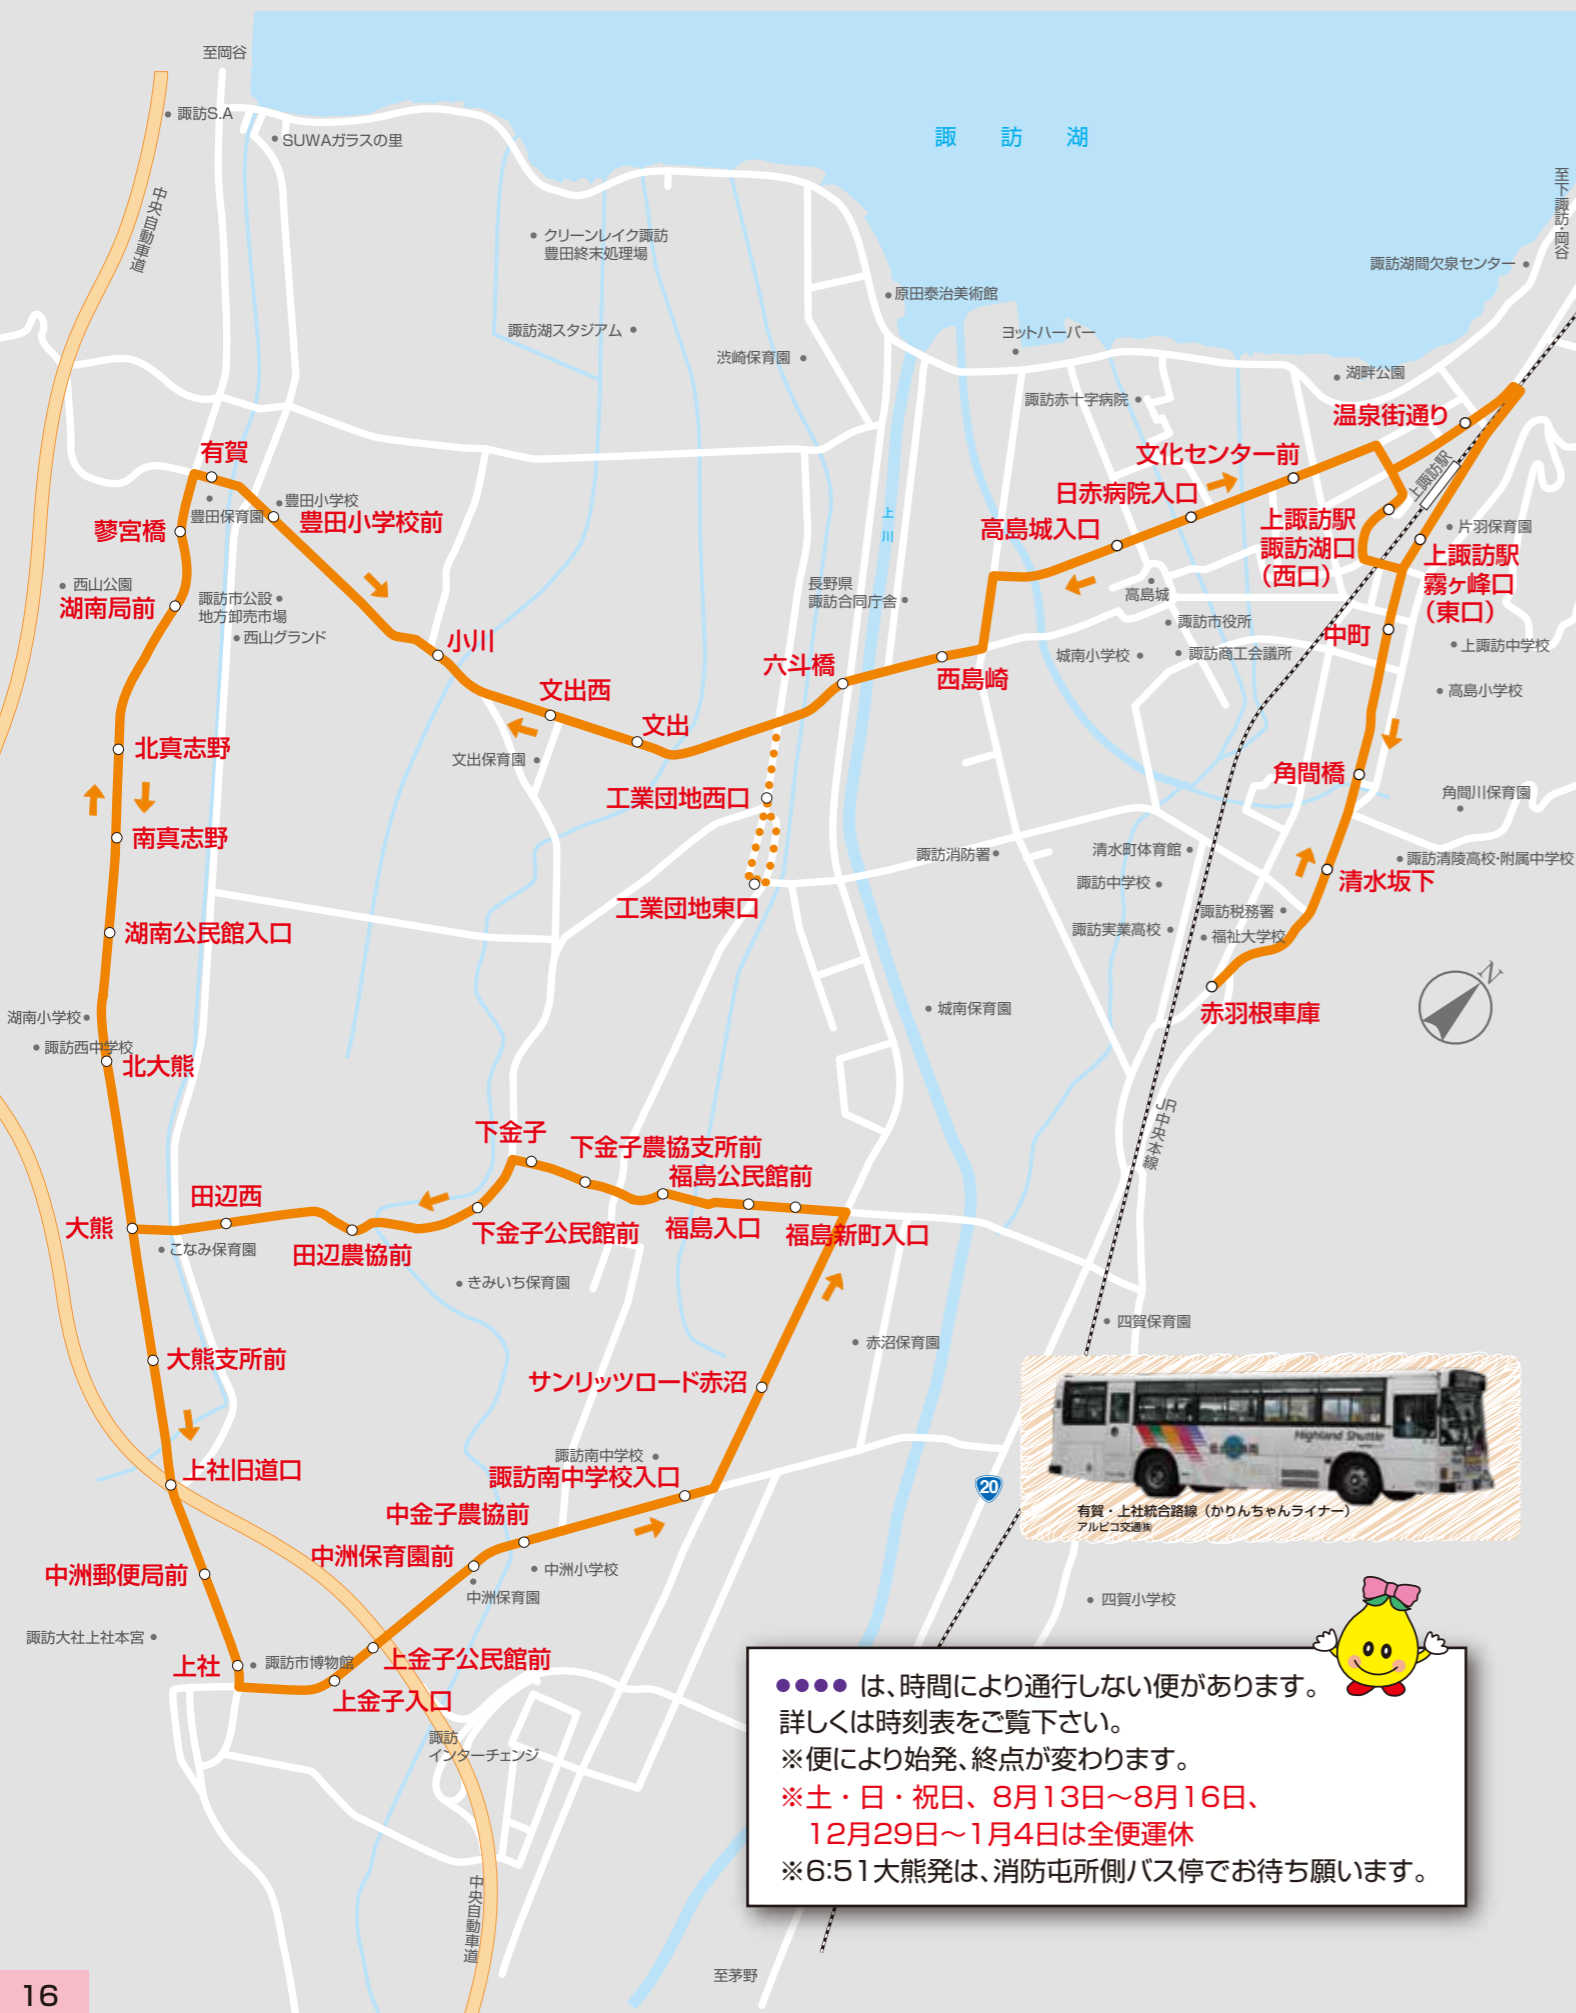 至岡谷
諏訪S.A
SUWAガラスの里
諏　訪　湖
中央自動車道
至下諏訪・岡谷
クリーンレイク諏訪
豊田終末処理場
諏訪湖間欠泉センター
原田泰治美術館
諏訪湖スタジアム
ヨットハーバー
渋崎保育園
湖畔公園
諏訪赤十字病院
温泉街通り
有賀
文化センター前
上諏訪駅
日赤病院入口
豊田小学校
豊田保育園
豊田小学校前
蓼宮橋
高島城入口
上諏訪駅
諏訪湖口
（西口）
片羽保育園
上川
上諏訪駅
霧ヶ峰口
（東口）
西山公園
湖南局前
諏訪市公設
地方卸売市場
西山グランド
長野県
諏訪合同庁舎
高島城
諏訪市役所
中町
上諏訪中学校
小川
城南小学校
諏訪商工会議所
六斗橋
西島崎
文出西
高島小学校
文出
北真志野
文出保育園
角間橋
工業団地西口
角間川保育園
南真志野
諏訪消防署
清水町体育館
諏訪清陵高校・附属中学校
諏訪中学校
清水坂下
工業団地東口
諏訪税務署
湖南公民館入口
諏訪実業高校
福祉大学校
N
湖南小学校
城南保育園
赤羽根車庫
諏訪西中学校
北大熊
JR中央本線
下金子
下金子農協支所前
福島公民館前
田辺西
大熊
下金子公民館前
福島入口
福島新町入口
こなみ保育園
田辺農協前
きみいち保育園
四賀保育園
赤沼保育園
大熊支所前
サンリッツロード赤沼
Highland Shuttle
諏訪南中学校
上社旧道口
諏訪南中学校入口
20
中金子農協前
有賀・上社統合路線（かりんちゃんライナー）
アルピコ交通㈱
中洲保育園前
中洲郵便局前
中洲小学校
中洲保育園
四賀小学校
諏訪大社上社本宮
上社
諏訪市博物館
上金子公民館前
上金子入口
●●●● は、時間により通行しない便があります。
詳しくは時刻表をご覧下さい。
※便により始発、終点が変わります。
※土・日・祝日、8月13日～8月16日、
12月29日～1月4日は全便運休
※6:51大熊発は、消防屯所側バス停でお待ち願います。
諏訪
インターチェンジ
中央自動車道
至茅野
16